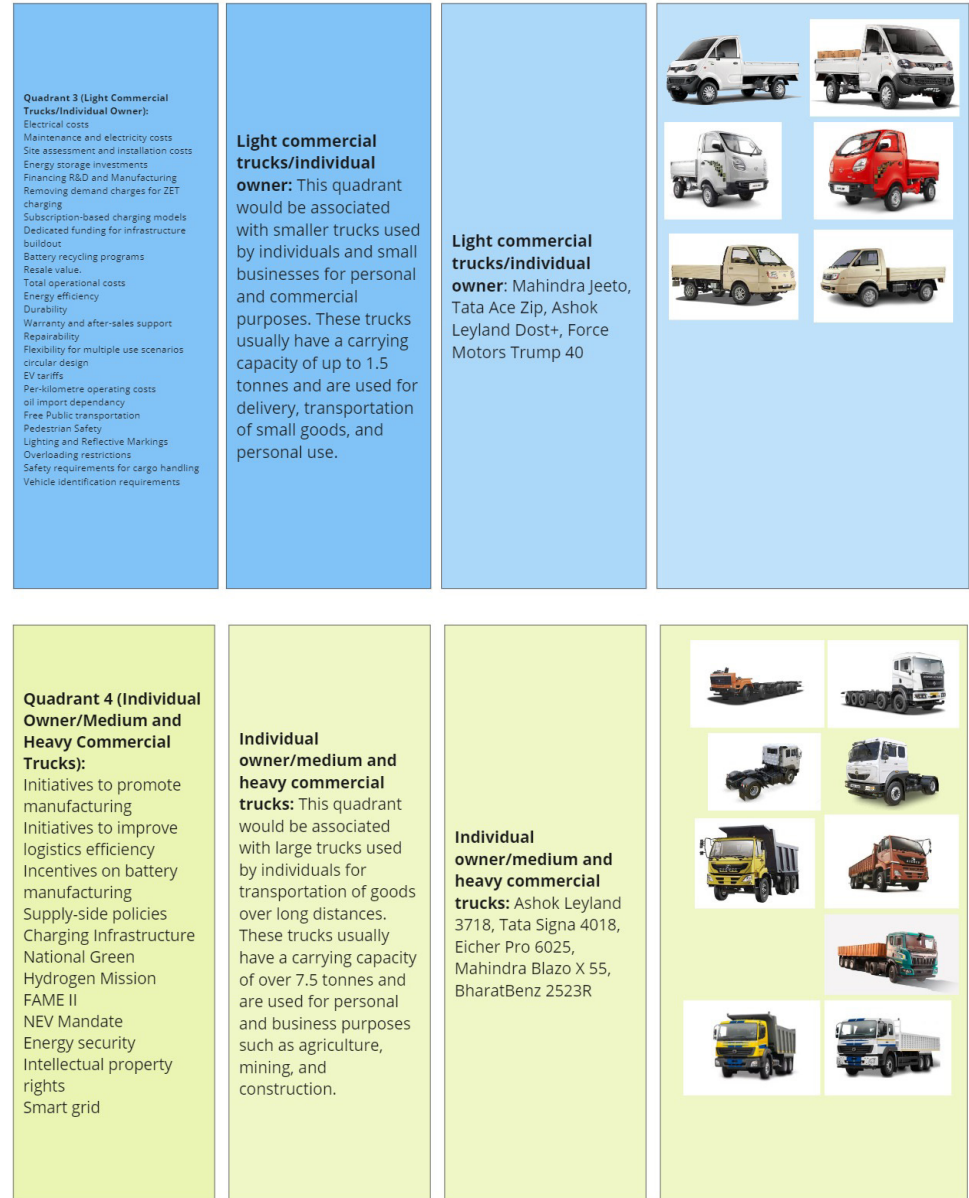 Quadrant 3 (Light Commercial
Trucks/Individual Owner):
Electrical costs
Maintenance and electricity costs
Site assessment and installation costs
Energy storage investments
Financing R&D and Manufacturing
Removing demand charges for ZET
charging
Subscription-based charging models
Dedicated funding for infrastructure
buildout
Battery recycling programs
Resale value.
Total operational costs
Energy efficiency
Durability
Warranty and after-sales support
Repairability
Flexibility for multiple use scenarios
circular design
EV tariffs
Per-kilometre operating costs
oil import dependancy
Free Public transportation
Pedestrian Safety
Lighting and Reflective Markings
Overloading restrictions
Safety requirements for cargo handling
Vehicle identification requirements
Light commercial
trucks/individual
owner: This quadrant
would be associated
with smaller trucks used
by individuals and small
businesses for personal
and commercial
purposes. These trucks
usually have a carrying
capacity of up to 1.5
tonnes and are used for
delivery, transportation
of small goods, and
personal use.
Light commercial
trucks/individual
owner: Mahindra Jeeto,
Tata Ace Zip, Ashok
Leyland Dost+, Force
Motors Trump 40
Quadrant 4 (Individual
Owner/Medium and
Heavy Commercial
Trucks):
Initiatives to promote
manufacturing
Initiatives to improve
logistics efficiency
Incentives on battery
manufacturing
Supply-side policies
Charging Infrastructure
National Green
Hydrogen Mission
FAME II
NEV Mandate
Energy security
Intellectual property
rights
Smart grid
Individual
owner/medium and
heavy commercial
trucks: This quadrant
would be associated
with large trucks used
by individuals for
transportation of goods
over long distances.
These trucks usually
have a carrying capacity
of over 7.5 tonnes and
are used for personal
and business purposes
such as agriculture,
mining, and
construction.
Individual
owner/medium and
heavy commercial
trucks: Ashok Leyland
3718, Tata Signa 4018,
Eicher Pro 6025,
Mahindra Blazo X 55,
BharatBenz 2523R